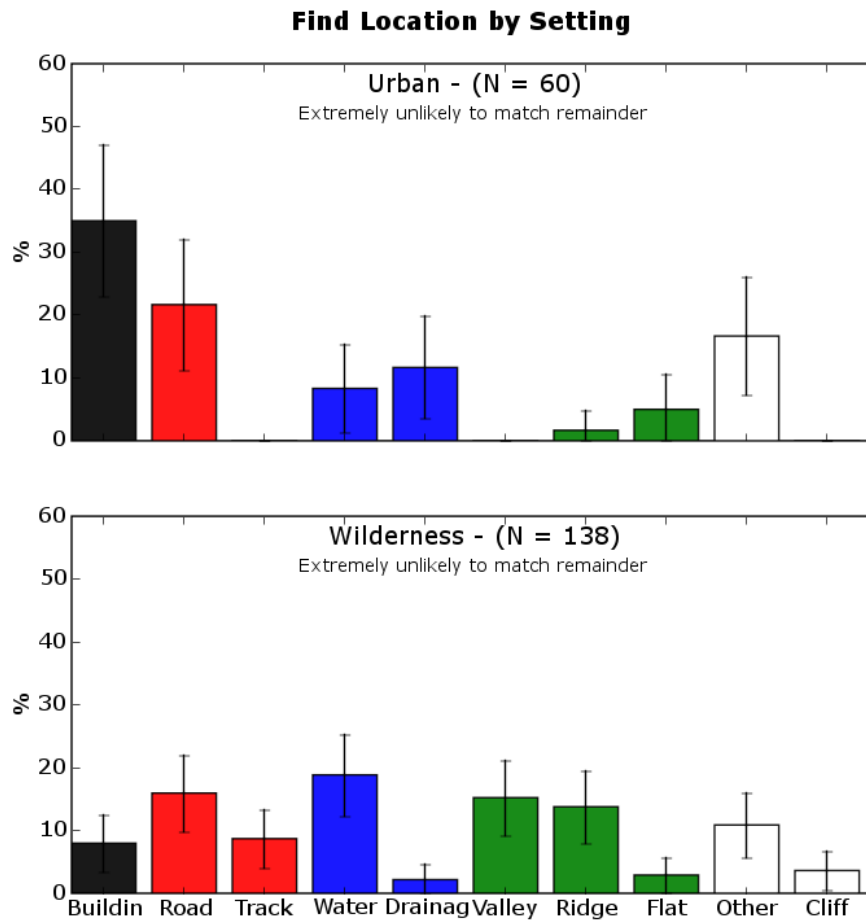 Find Location by Setting
Urban - (N = 60)
Extremely unlikely to match remainder
60
50
40
30
20
10
0
%
Wilderness - (N = 138)
Extremely unlikely to match remainder
60
50
40
30
20
10
0
%
Buildin Road Track Water Drainag Valley Ridge Flat Other Cliff